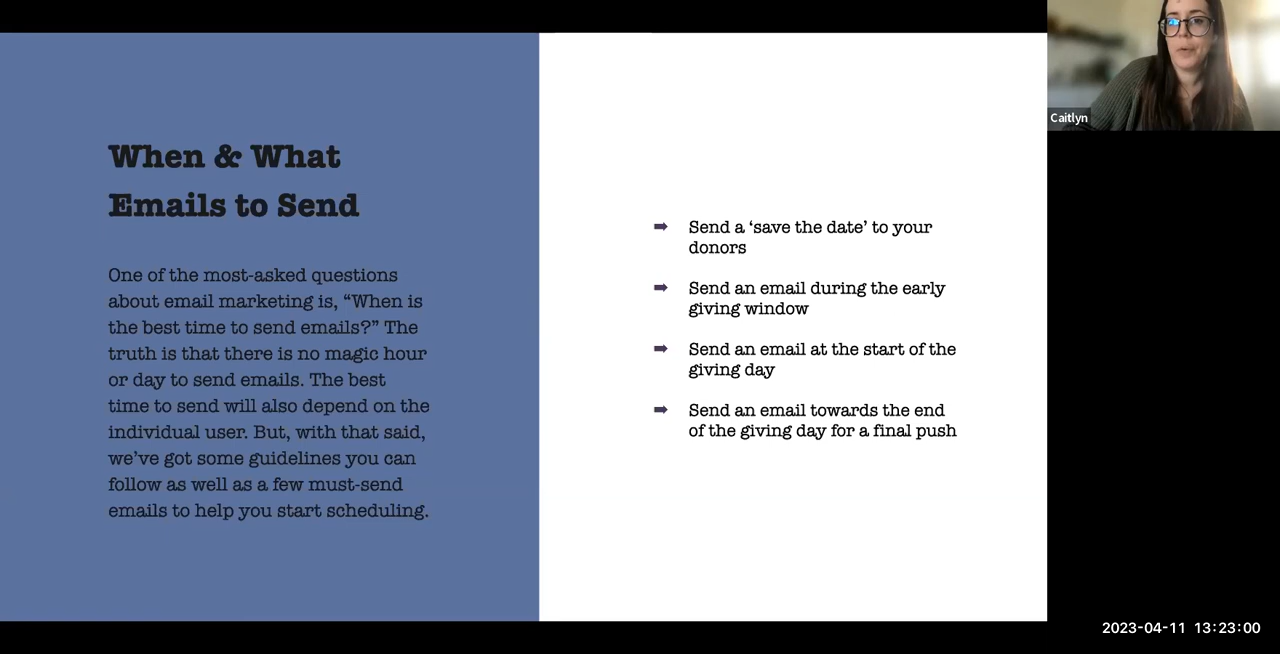 When & What
Emails to Send
One of the most-asked questions
about email marketing is, “When is
the best time to send emails?” The
truth is that there is no magic hour
or day to send emails. The best
time to send will also depend on the
individual user. But, with that said,
we’ve got some guidelines you can
follow as well as a few must-send
emails to help you start scheduling.
➡ Send a ‘save the date’ to your
donors
➡ Send an email during the early
giving window
➡ Send an email at the start of the
giving day
➡ Send an email towards the end
of the giving day for a final push
Caitlyn
2023-04-11 13:23:00